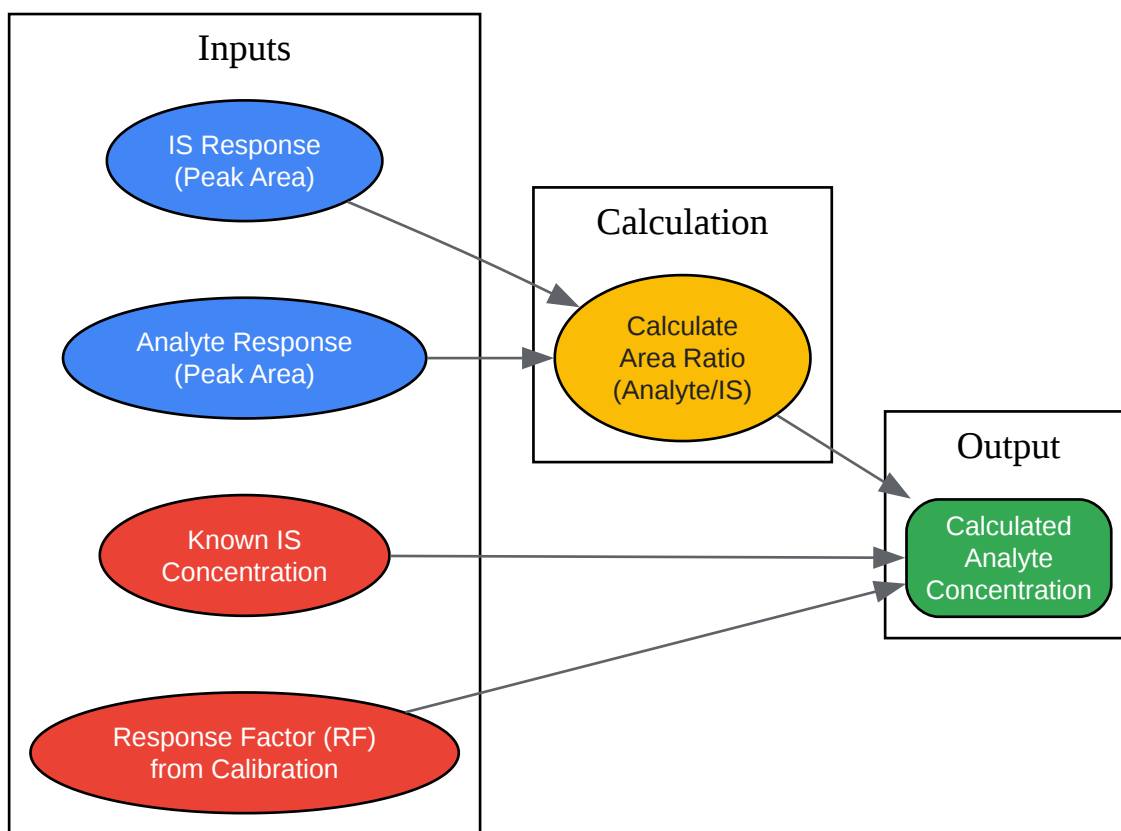 Inputs
IS Response
(Peak Area)
Analyte Response
(Peak Area)
Known IS
Concentration
Response Factor (RF)
from Calibration
Calculation
Calculate
Area Ratio
(Analyte/IS)
Output
Calculated
Analyte
Concentration